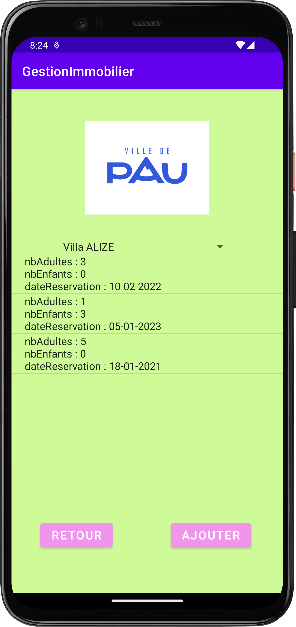 8:24
GestionImmobilier
VILLE DE
PAU
Villa ALIZE
nbAdultes : 3
nbEnfants : 0
dateReservation : 10 02 2022
nbAdultes : 1
nbEnfants : 3
dateReservation : 05-01-2023
nbAdultes : 5
nbEnfants : 0
dateReservation : 18-01-2021
RETOUR
AJOUTER